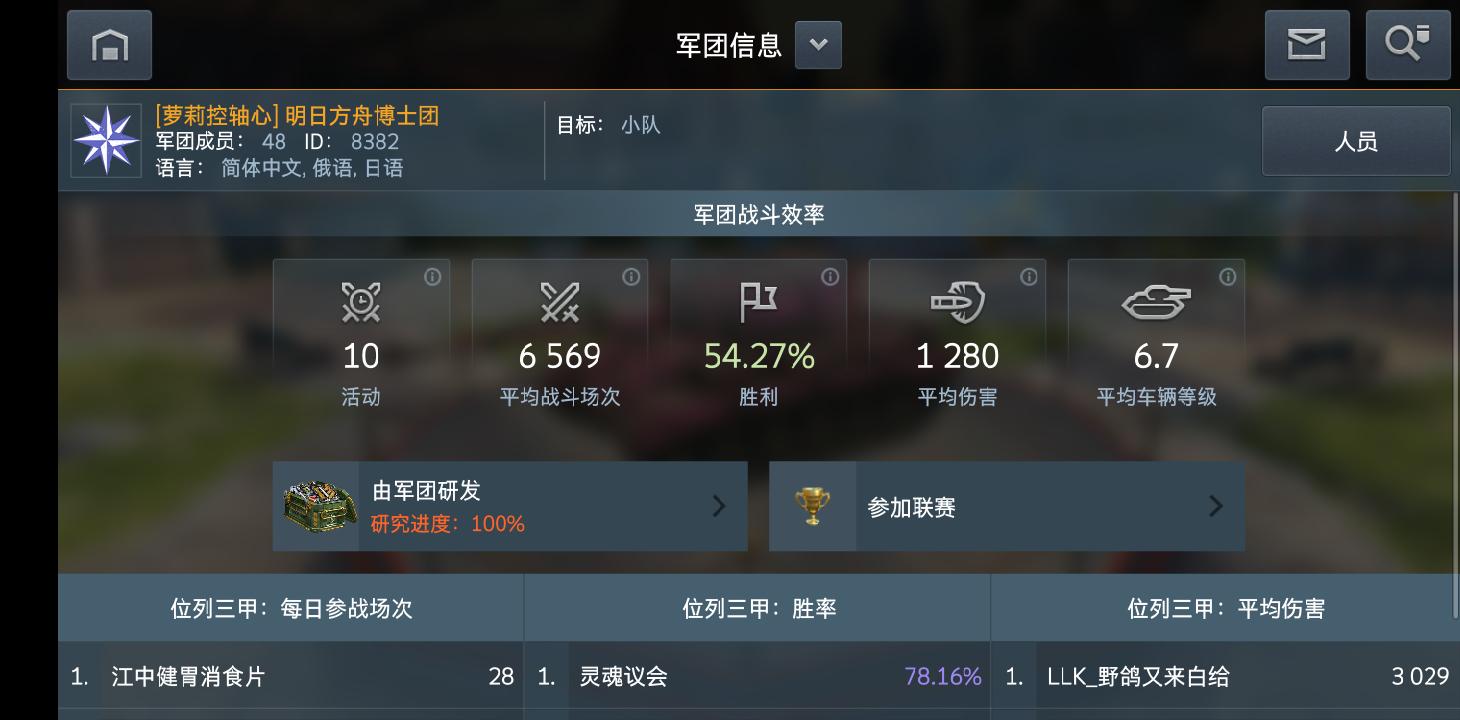 军团信息
[萝莉控轴心] 明日方舟博士团
军团成员: 48 ID: 8382
语言: 简体中文, 俄语, 日语
目标: 小队
人员
军团战斗效率
10
活动
6 569
平均战斗场次
54.27%
胜利
1 280
平均伤害
6.7
平均车辆等级
由军团研发
研究进度: 100%
参加联赛
位列三甲: 每日参战场次
1. 江中健胃消食片 28
位列三甲: 胜率
1. 灵魂议会 78.16%
位列三甲: 平均伤害
1. LLK_野鸽又来白给 3 029